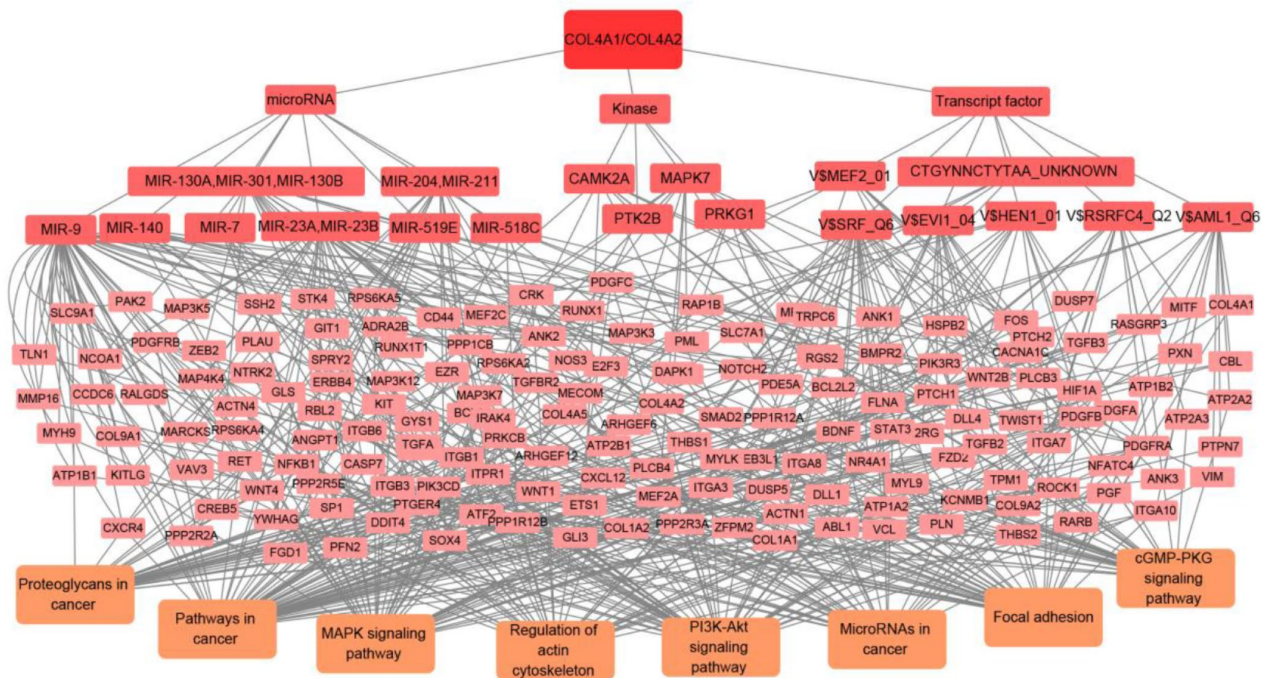 COL4A1/COL4A2
microRNA
Kinase
Transcript factor
MIR-130A,MIR-301,MIR-130B
MIR-204,MIR-211
CAMK2A
MAPK7
V$MEF2_01
CTGYNNCTYTAA_UNKNOWN
MIR-9
MIR-140
MIR-7
MIR-23A,MIR-23B
MIR-519E
MIR-518C
PTK2B
PRKG1
V$SRF_Q6
V$EVI1_04
V$HEN1_01
V$RSRFC4_Q2
V$AML1_Q6
PDGFC
SLC9A1
PAK2
MAP3K5
SSH2
STK4
RPS6KA5
CD44
MEF2C
CRK
RUNX1
RAP1B
TRPC6
ANK1
HSPB2
FOS
DUSP7
MITF
COL4A1
PDGFRB
GIT1
ADRA2B
ANK2
MAP3K3
PML
SLC7A1
PTCH2
RASGRP3
TLN1
NCOA1
ZEB2
PLAU
RUNX1T1
PPP1CB
NOS3
E2F3
NOTCH2
RGS2
BMPR2
PIK3R3
CACNA1C
TGFB3
PXN
CBL
SPRY2
EZR
RPS6KA2
DAPK1
MMP16
CCDC6
RALGDS
MAP4K4
NTRK2
GLS
ERBB4
MAP3K12
TGFBR2
MECOM
PDE5A
BCL2L2
WNT2B
PLCB3
HIF1A
ATP1B2
ATP2A2
MAP3K7
COL4A2
FLNA
PTCH1
ACTN4
RBL2
KIT
GYS1
IRAK4
COL4A5
ARHGEF6
SMAD2
PPP1R12A
DLL4
TWIST1
PDGFB
DGFA
ATP2A3
MYH9
COL9A1
MARCKS
RPS6KA4
ANGPT1
ITGB6
TGFA
PRKCB
ATP2B1
THBS1
BDNF
STAT3
2RG
TGFB2
ITGA7
PDGFRA
PTPN7
ATP1B1
KITLG
VAV3
RET
NFKB1
CASP7
ITGB1
ARHGEF12
PLCB4
MYLK
EB3L1
ITGA8
NR4A1
FZD2
NFATC4
ANK3
VIM
PPP2R5E
ITGB3
PIK3CD
ITPR1
CXCL12
WNT4
WNT1
MEF2A
ITGA3
DUSP5
DLL1
MYL9
TPM1
ROCK1
PGF
ITGA10
CREB5
SP1
PTGER4
ETS1
ATP1A2
KCNMB1
COL9A2
CXCR4
PPP2R2A
YWHAG
DDIT4
ATF2
PPP1R12B
COL1A2
PPP2R3A
ZFPM2
ACTN1
ABL1
VCL
PLN
THBS2
RARB
FGD1
PFN2
SOX4
GLI3
COL1A1
Proteoglycans in
cancer
Pathways in
cancer
MAPK signaling
pathway
Regulation of
actin
cytoskeleton
PI3K-Akt
signaling
pathway
MicroRNAs in
cancer
Focal adhesion
cGMP-PKG
signaling
pathway